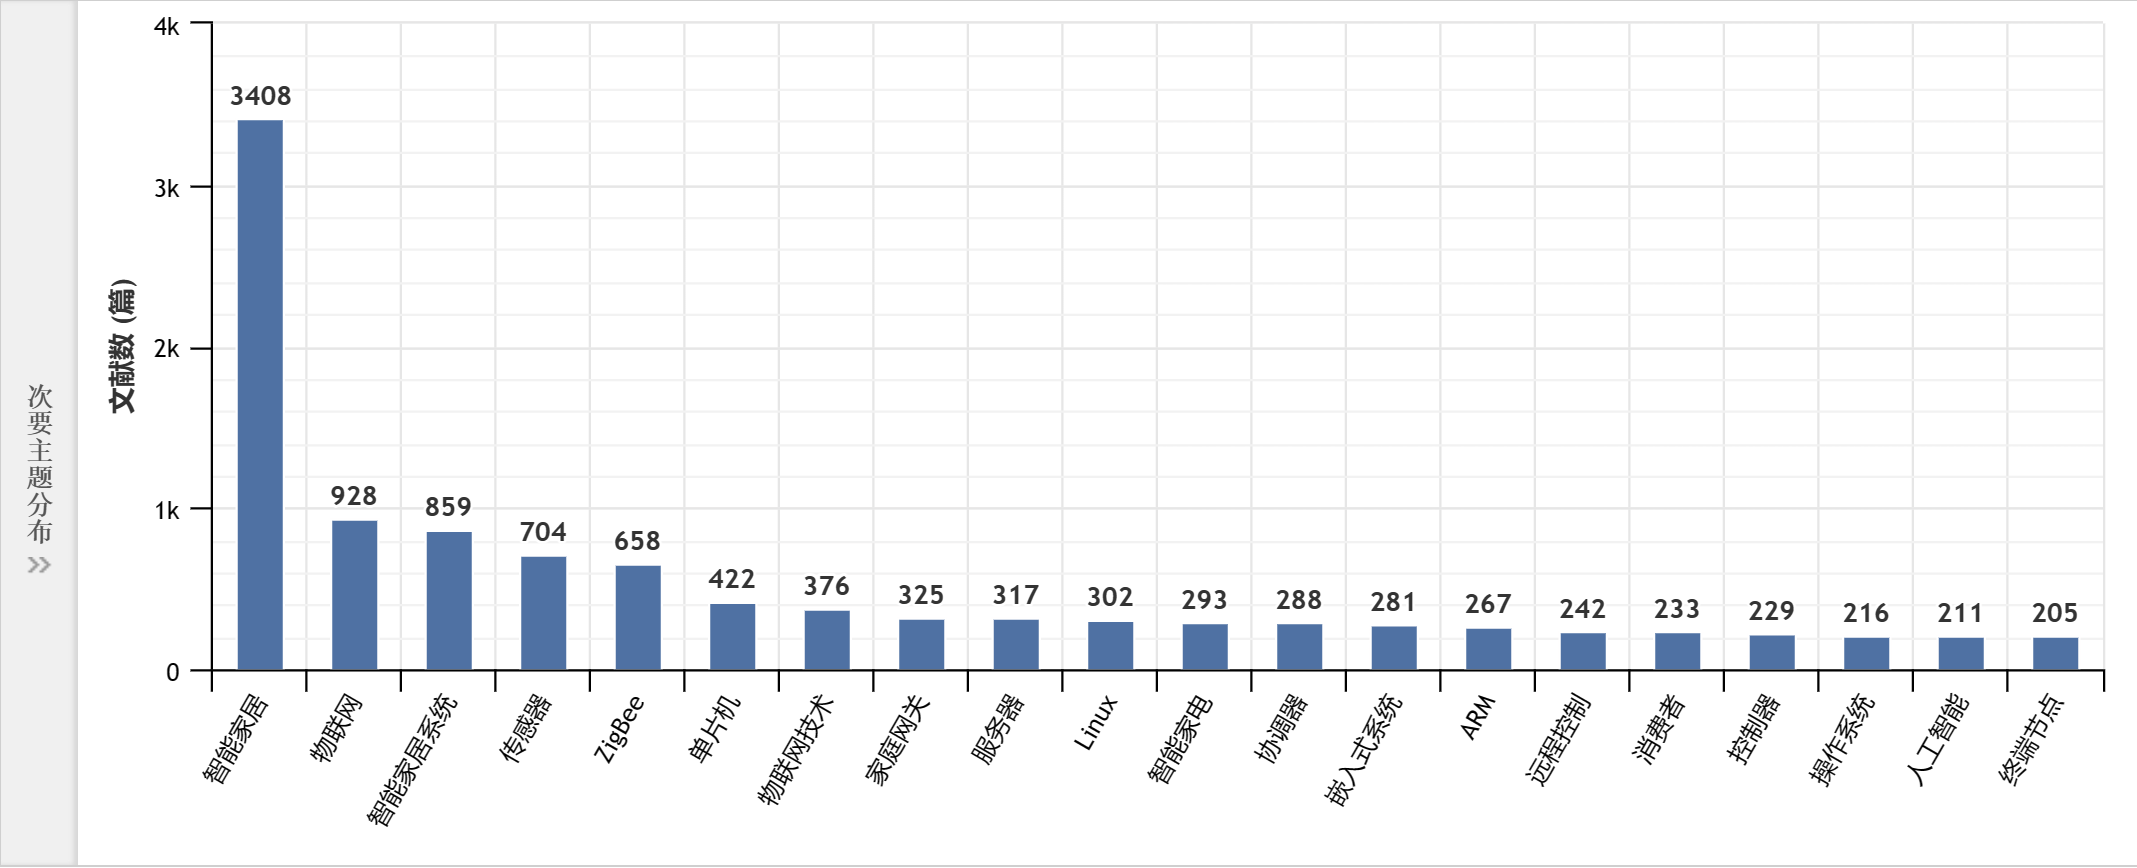 次要主题分布
文献数 (篇)
4k
3k
2k
1k
0
3408
928
859
704
658
422
376
325
317
302
293
288
281
267
242
233
229
216
211
205
智能家居
物联网
智能家居系统
传感器
ZigBee
单片机
物联网技术
家庭网关
服务器
Linux
智能家电
协调器
嵌入式系统
ARM
远程控制
消费者
控制器
操作系统
人工智能
终端节点